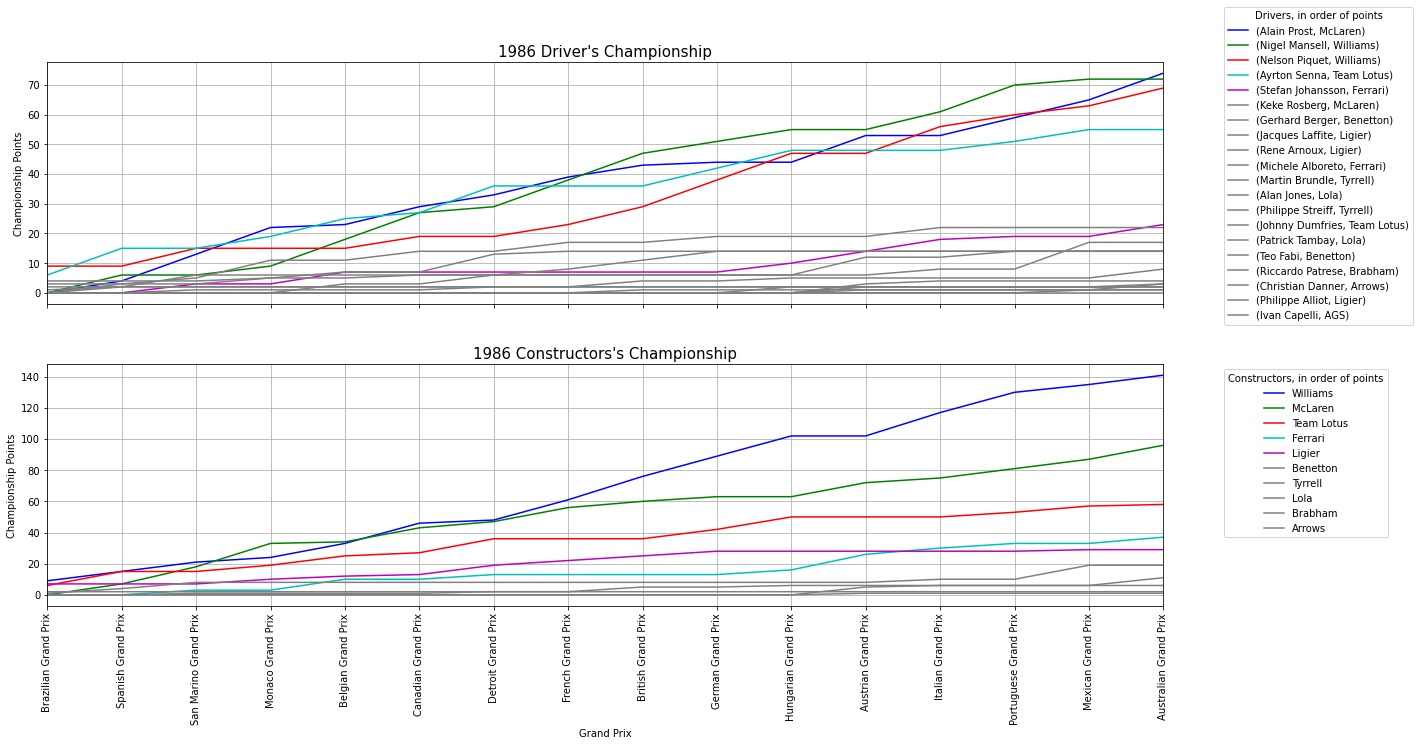 1986 Driver's Championship
Championship Points
70
60
50
40
30
20
10
0
Drivers, in order of points
(Alain Prost, McLaren)
(Nigel Mansell, Williams)
(Nelson Piquet, Williams)
(Ayrton Senna, Team Lotus)
(Stefan Johansson, Ferrari)
(Keke Rosberg, McLaren)
(Gerhard Berger, Benetton)
(Jacques Laffite, Ligier)
(Rene Arnoux, Ligier)
(Michele Alboreto, Ferrari)
(Martin Brundle, Tyrrell)
(Alan Jones, Lola)
(Philippe Streiff, Tyrrell)
(Johnny Dumfries, Team Lotus)
(Patrick Tambay, Lola)
(Teo Fabi, Benetton)
(Riccardo Patrese, Brabham)
(Christian Danner, Arrows)
(Philippe Alliot, Ligier)
(Ivan Capelli, AGS)
1986 Constructors's Championship
Championship Points
140
120
100
80
60
40
20
0
Constructors, in order of points
Williams
McLaren
Team Lotus
Ferrari
Ligier
Benetton
Tyrrell
Lola
Brabham
Arrows
Brazilian Grand Prix
Spanish Grand Prix
San Marino Grand Prix
Monaco Grand Prix
Belgian Grand Prix
Canadian Grand Prix
Detroit Grand Prix
French Grand Prix
British Grand Prix
German Grand Prix
Hungarian Grand Prix
Austrian Grand Prix
Italian Grand Prix
Portuguese Grand Prix
Mexican Grand Prix
Australian Grand Prix
Grand Prix